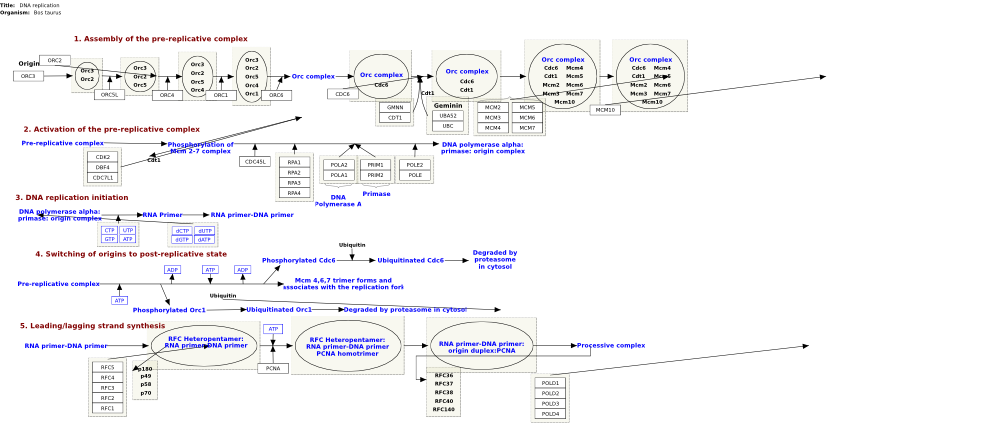 Title: DNA replication
Organism: Bos taurus
1. Assembly of the pre-replicative complex
Origin
ORC2
ORC3
Orc3
Orc2
ORC5L
Orc3
Orc2
Orc5
ORC4
Orc3
Orc2
Orc5
Orc4
ORC1
Orc3
Orc2
Orc5
Orc4
Orc1
ORC6
Orc complex
CDC6
Orc complex
Cdc6
Cdt1
GMNN
CDT1
Orc complex
Cdc6
Cdt1
Geminin
UBA52
UBC
MCM2
MCM3
MCM4
MCM5
MCM6
MCM7
Orc complex
Cdc6 Mcm4
Cdt1 Mcm5
Mcm2 Mcm6
Mcm3 Mcm7
Mcm10
MCM10
Orc complex
Cdc6 Mcm4
Cdt1 Mcm5
Mcm2 Mcm6
Mcm3 Mcm7
Mcm10
2. Activation of the pre-replicative complex
Pre-replicative complex
Phosphorylation of
Mcm 2-7 complex
Cdt1
CDK2
DBF4
CDC7L1
CDC45L
RPA1
RPA2
RPA3
RPA4
POLA2
POLA1
DNA
Polymerase A
PRIM1
PRIM2
Primase
POLE2
POLE
DNA polymerase alpha:
primase: origin complex
3. DNA replication initiation
DNA polymerase alpha:
primase: origin complex
RNA Primer
RNA primer-DNA primer
CTP UTP
GTP ATP
dCTP dUTP
dGTP dATP
4. Switching of origins to post-replicative state
Ubiquitin
Phosphorylated Cdc6
Ubiquitinated Cdc6
Degraded by
proteasome
in cytosol
ADP
ATP
ADP
Pre-replicative complex
Mcm 4,6,7 trimer forms and
associates with the replication fork
ATP
Ubiquitin
Phosphorylated Orc1
Ubiquitinated Orc1
Degraded by proteasome in cytosol
5. Leading/lagging strand synthesis
RNA primer-DNA primer
RFC Heteropentamer:
RNA primer-DNA primer
ATP
PCNA
RFC Heteropentamer:
RNA primer-DNA primer
PCNA homotrimer
RNA primer-DNA primer:
origin duplex:PCNA
Processive complex
RFC5
RFC4
RFC3
RFC2
RFC1
p180
p49
p58
p70
RFC36
RFC37
RFC38
RFC40
RFC140
POLD1
POLD2
POLD3
POLD4